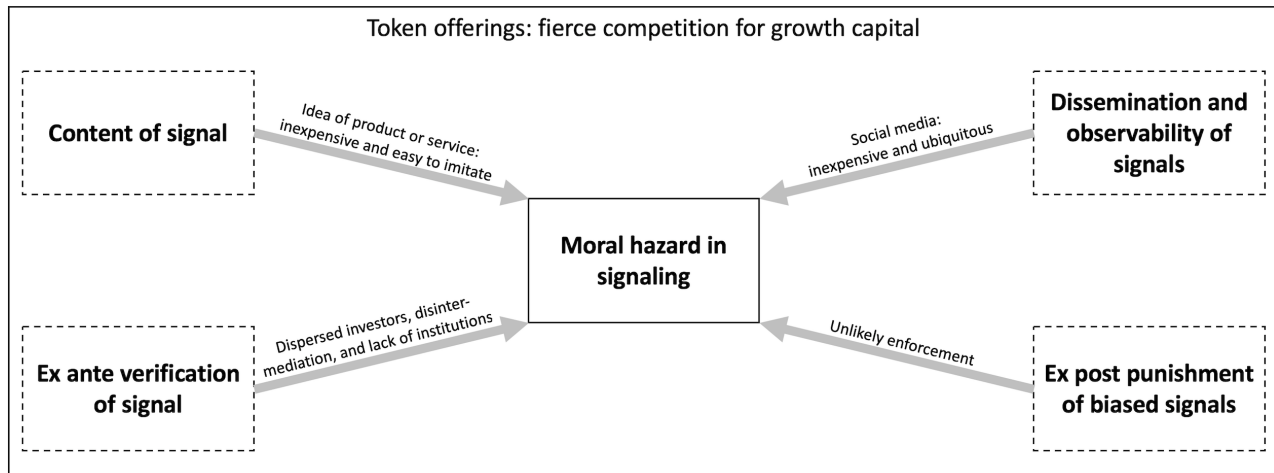 Token offerings: fierce competition for growth capital
Content of signal
Idea of product or service:
inexpensive and easy to imitate
Social media:
inexpensive and ubiquitous
Dissemination and
observability of
signals
Moral hazard in
signaling
Ex ante verification
of signal
Dispersed investors, disinter-
mediation, and lack of institutions
Unlikely enforcement
Ex post punishment
of biased signals